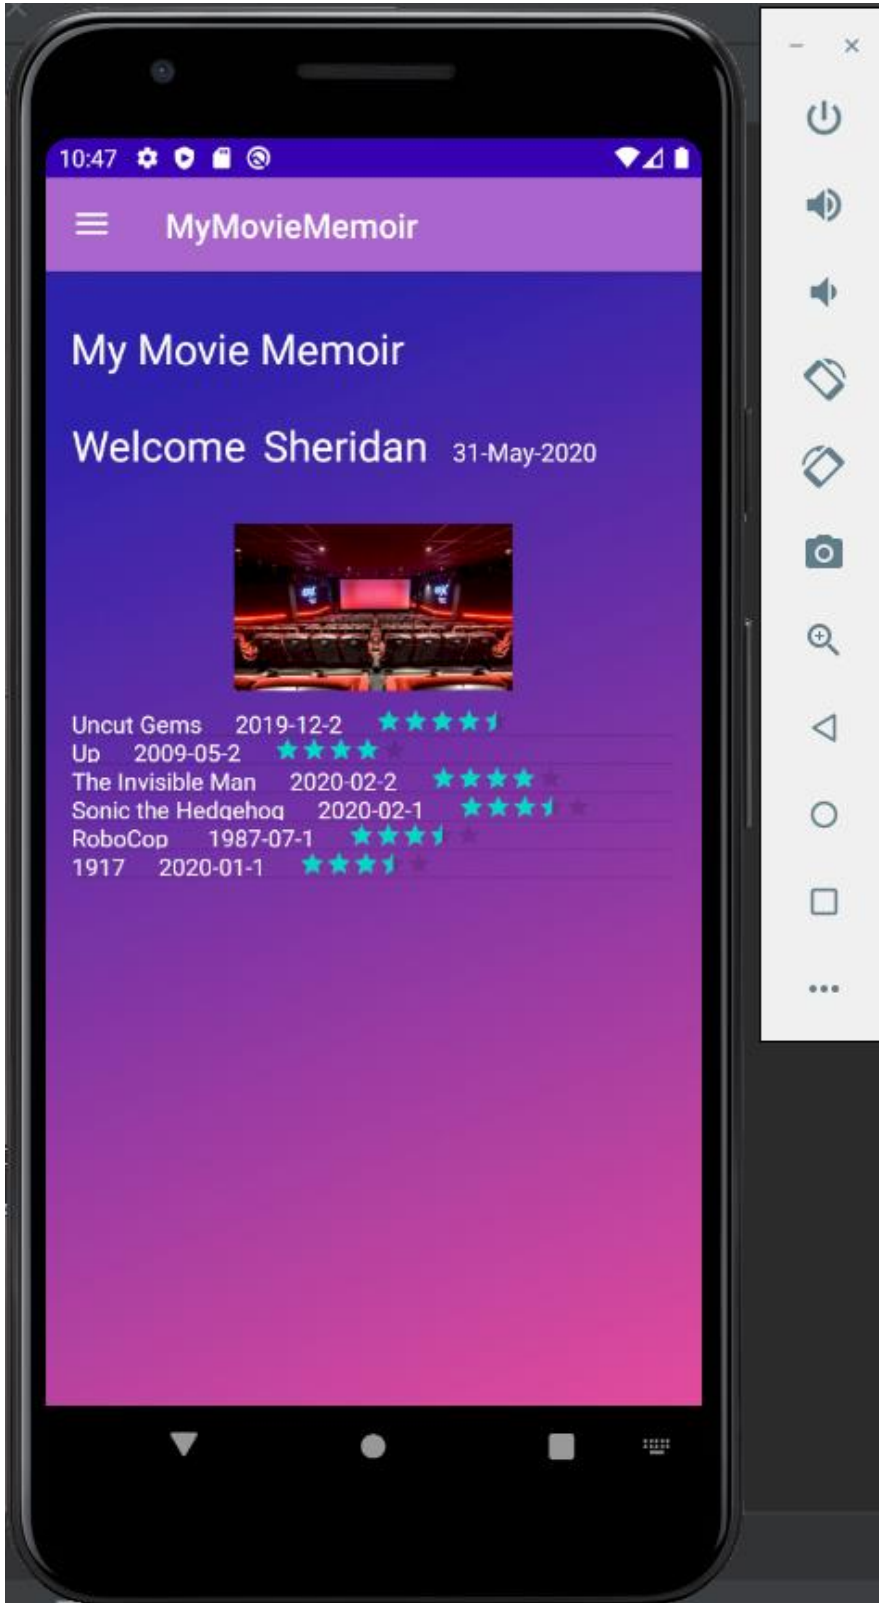 10:47
MyMovieMemoir
My Movie Memoir
Welcome Sheridan 31-May-2020
Uncut Gems 2019-12-2
Up 2009-05-2
The Invisible Man 2020-02-2
Sonic the Hedgehog 2020-02-1
RoboCop 1987-07-1
1917 2020-01-1